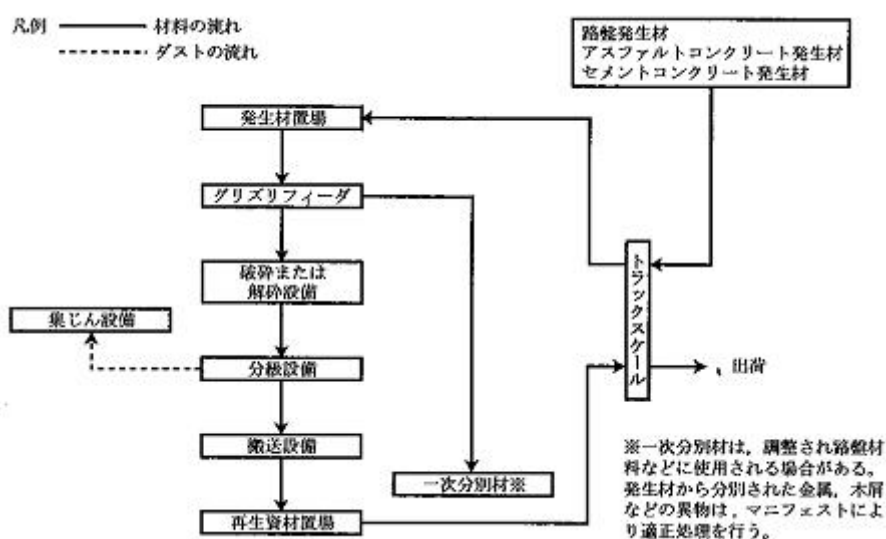 凡例 材料の流れ
ダストの流れ
路盤発生材
アスファルトコンクリート発生材
セメントコンクリート発生材
発生材置場
グリズリフィーダ
破砕または
解砕設備
集じん設備
分級設備
搬送設備
再生資材置場
一次分別材※
トラックスケール
、出荷
※一次分別材は，調整され路盤材
料などに使用される場合がある。
発生材から分別された金属，木屑
などの異物は，マニフェストによ
り適正処理を行う。